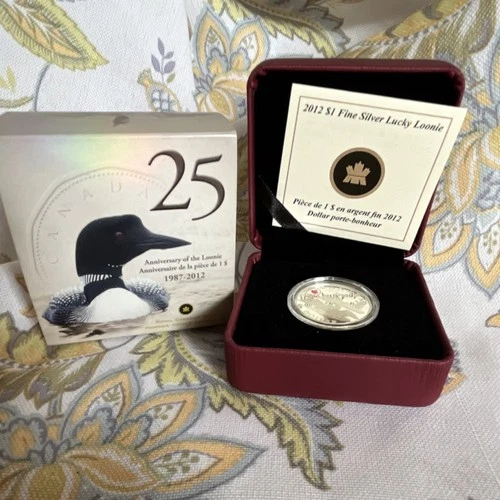 CANADA
25
Anniversary of the Loonie
Anniversaire de la pièce de 1 $
1987-2012
2012 $1 Fine Silver Lucky Loonie
Pièce de 1 $ en argent fin 2012
Dollar porte-bonheur